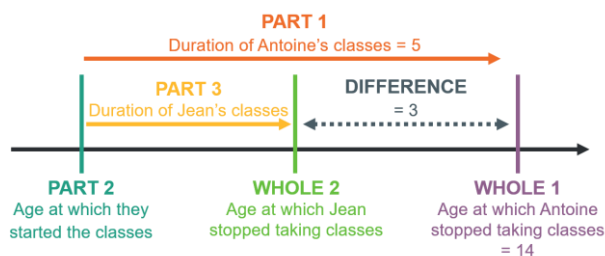 PART 1
Duration of Antoine's classes = 5
PART 3
Duration of Jean's classes
DIFFERENCE
= 3
PART 2
Age at which they
started the classes
WHOLE 2
Age at which Jean
stopped taking classes
WHOLE 1
Age at which Antoine
stopped taking classes
= 14